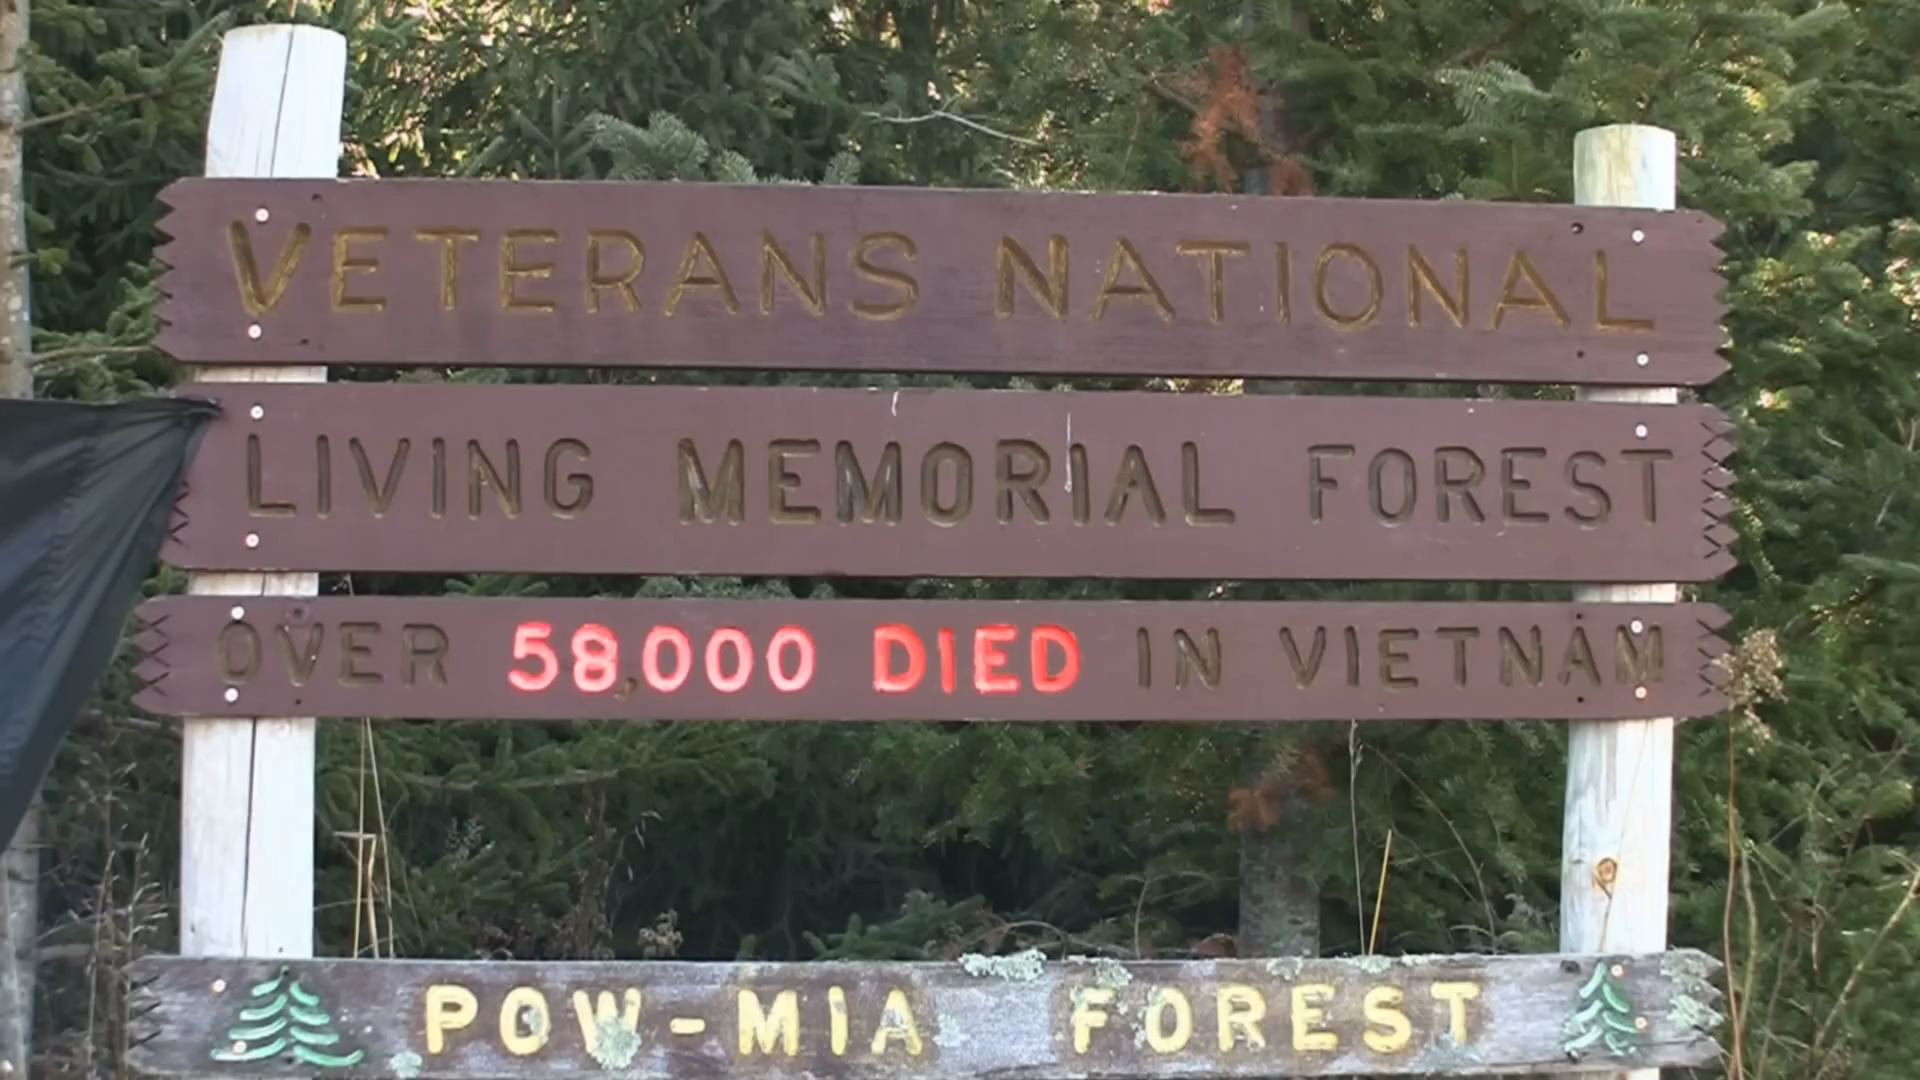 VETERANS NATIONAL
LIVING MEMORIAL FOREST
OVER 58,000 DIED IN VIETNAM
POW-MIA FOREST